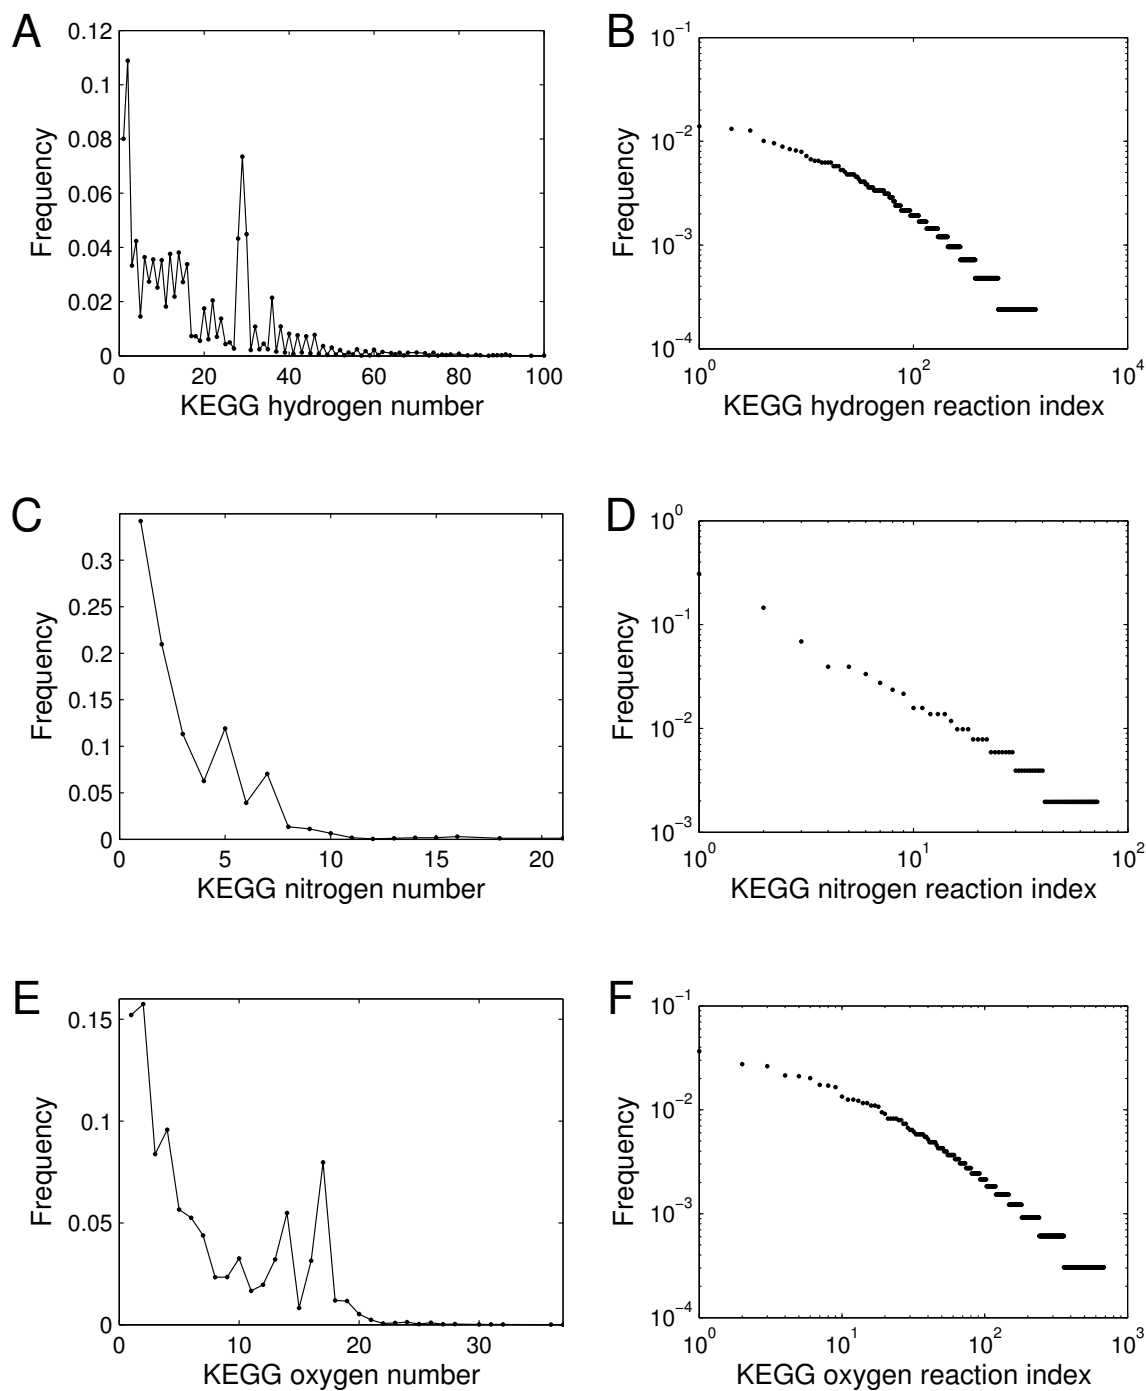 A
0.12
0.1
0.08
0.06
0.04
0.02
0
Frequency
0 20 40 60 80 100
KEGG hydrogen number
B
10^-1
10^-2
10^-3
10^-4
Frequency
10^0 10^2 10^4
KEGG hydrogen reaction index
C
0.3
0.25
0.2
0.15
0.1
0.05
0
Frequency
0 5 10 15 20
KEGG nitrogen number
D
10^0
10^-1
10^-2
10^-3
Frequency
10^0 10^1 10^2
KEGG nitrogen reaction index
E
0.15
0.1
0.05
0
Frequency
0 10 20 30
KEGG oxygen number
F
10^-1
10^-2
10^-3
10^-4
Frequency
10^0 10^1 10^2 10^3
KEGG oxygen reaction index